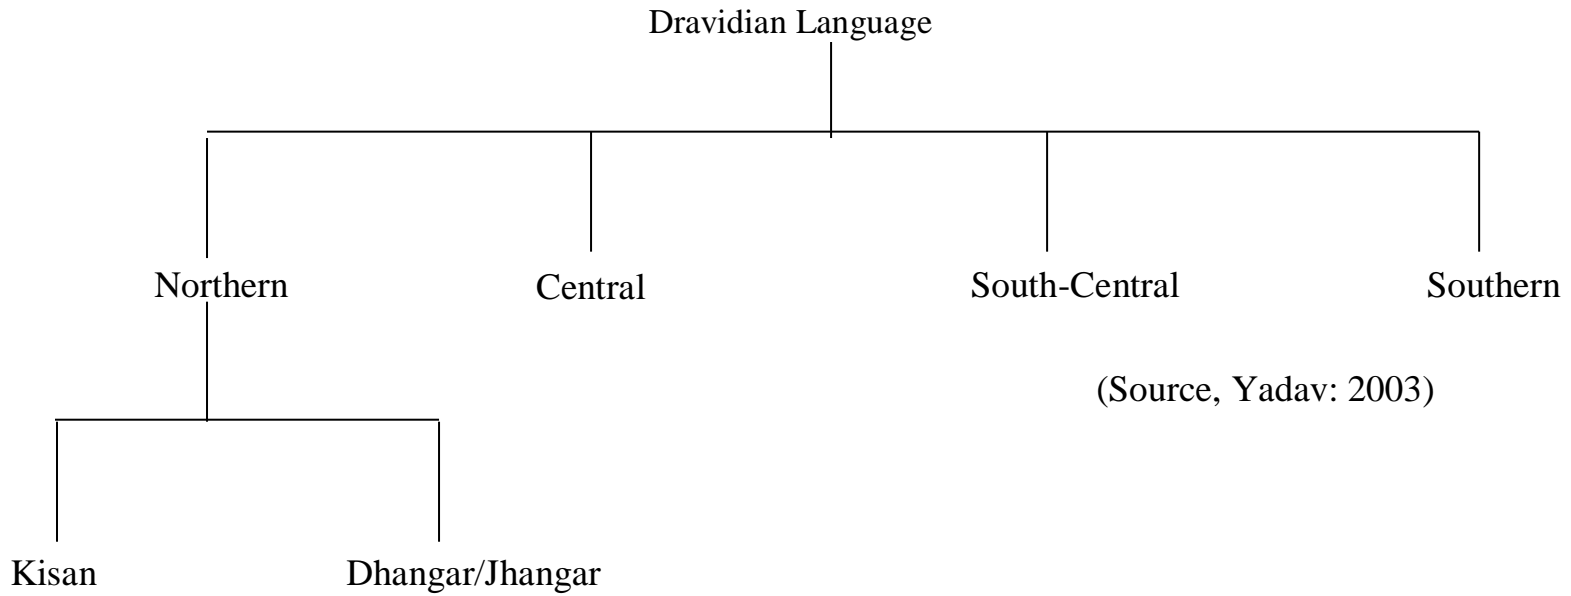 Dravidian Language
Northern
Central
South-Central
Southern
(Source, Yadav: 2003)
Kisan
Dhangar/Jhangar